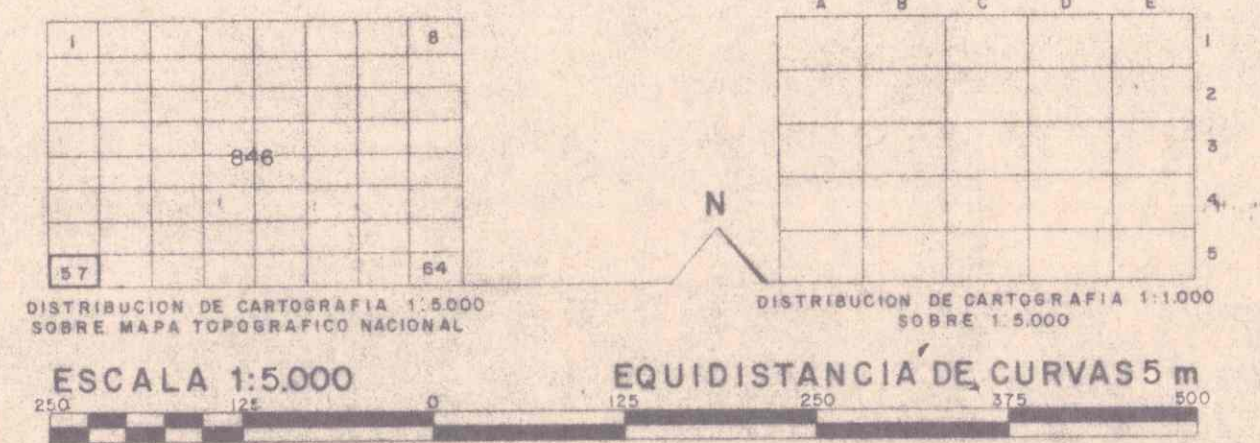 1 8
846
57 64
DISTRIBUCION DE CARTOGRAFIA 1:5.000
SOBRE MAPA TOPOGRAFICO NACIONAL
N
A B C D E
1
2
3
4
5
DISTRIBUCION DE CARTOGRAFIA 1:1.000
SOBRE 1:5.000
ESCALA 1:5.000
EQUIDISTANCIA DE CURVAS 5 m
250 125 0 125 250 375 500